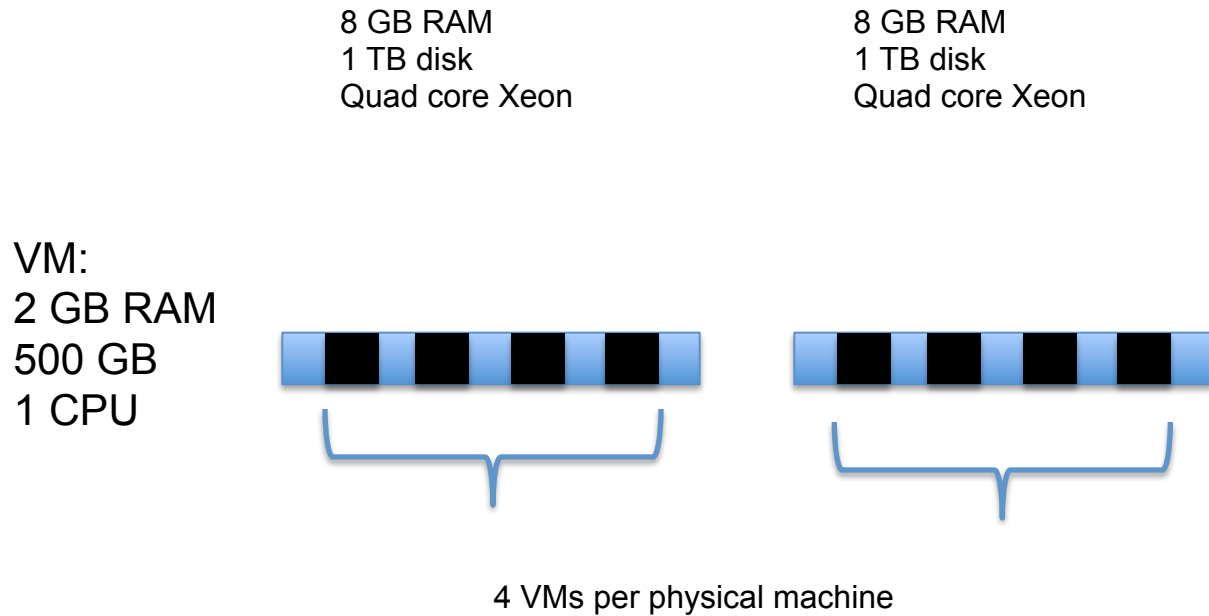 8 GB RAM
1 TB disk
Quad core Xeon
8 GB RAM
1 TB disk
Quad core Xeon
VM:
2 GB RAM
500 GB
1 CPU
4 VMs per physical machine